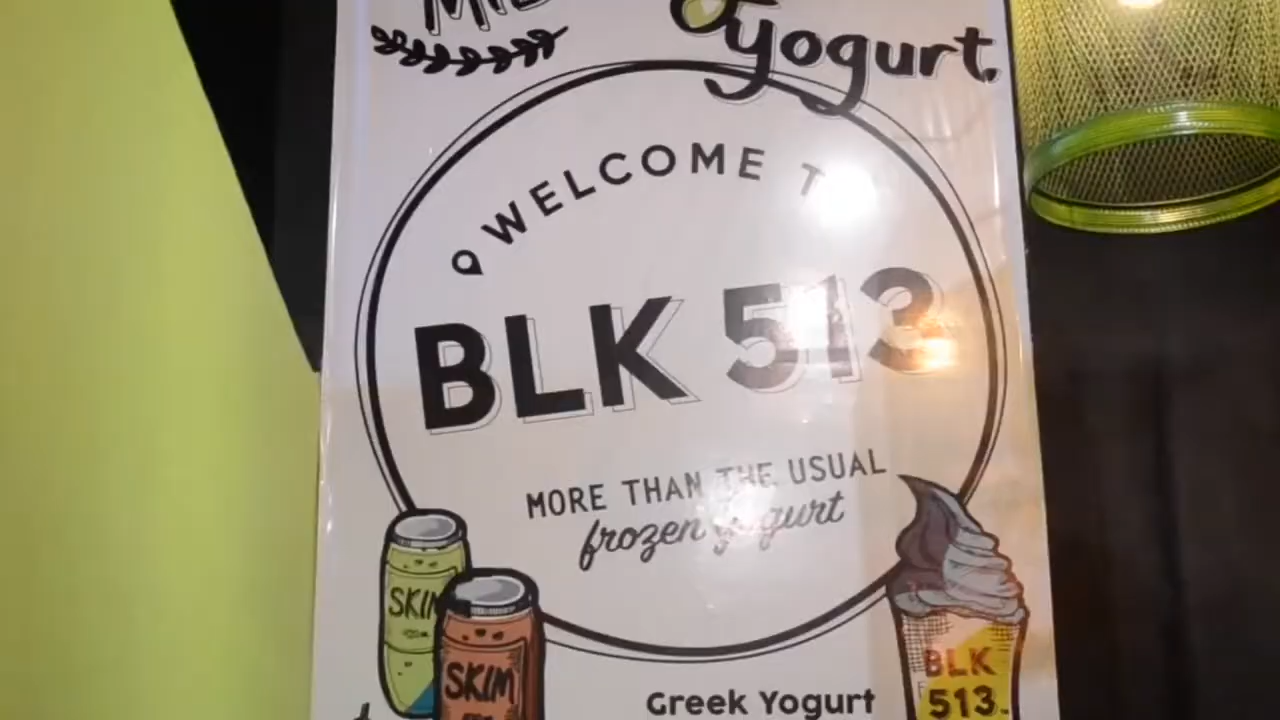 yogurt.
WELCOME
BLK 513
MORE THAN THE USUAL
frozen yogurt
SKIM
SKIM
BLK
513.
Greek Yogurt